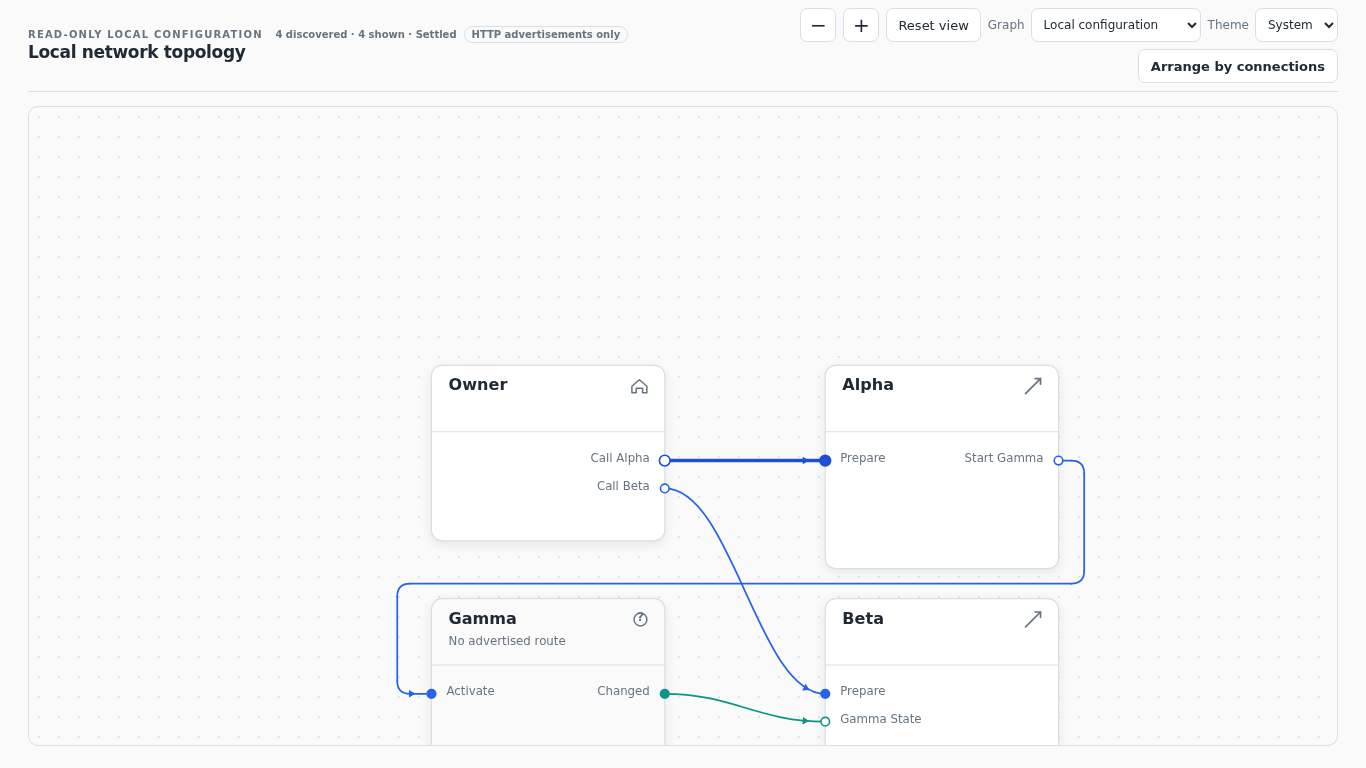 READ-ONLY LOCAL CONFIGURATION 4 discovered · 4 shown · Settled HTTP advertisements only
Local network topology
− + Reset view Graph Local configuration Theme System
Arrange by connections
Owner
Call Alpha
Call Beta
Alpha
Prepare Start Gamma
Gamma
No advertised route
Activate Changed
Beta
Prepare
Gamma State